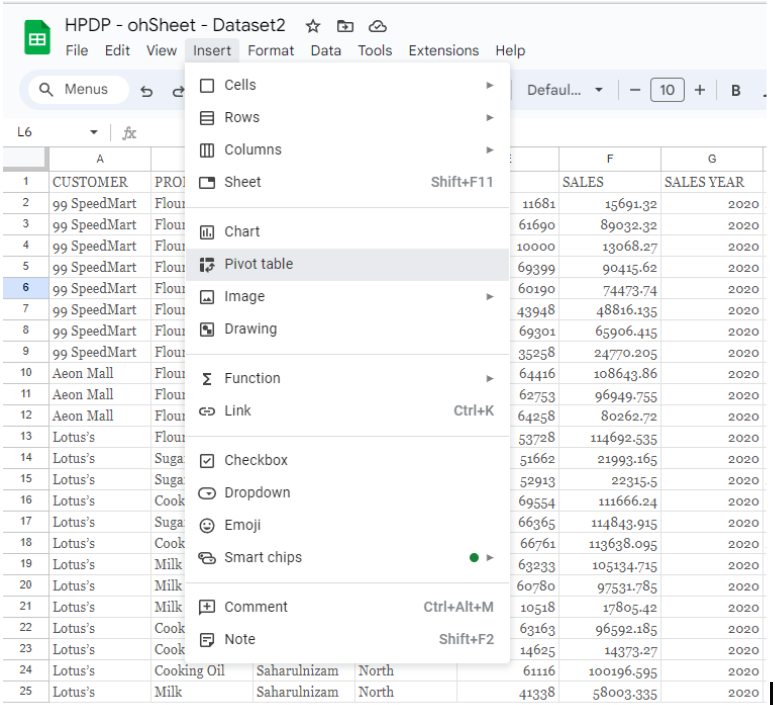 HPDP - ohSheet - Dataset2
File Edit View Insert Format Data Tools Extensions Help
Menus Defaul... 10 B
L6 fx
A F G
1 CUSTOMER SALES SALES YEAR
2 99 SpeedMart Flour 11681 15691.32 2020
3 99 SpeedMart Flour 61690 89032.32 2020
4 99 SpeedMart Flour 10000 13068.27 2020
5 99 SpeedMart Flour 69399 90415.62 2020
6 99 SpeedMart Flour 60190 74473.74 2020
7 99 SpeedMart Flour 43948 48816.135 2020
8 99 SpeedMart Flour 69301 65906.415 2020
9 99 SpeedMart Flour 35258 24770.205 2020
10 Aeon Mall Flour 64416 108643.86 2020
11 Aeon Mall Flour 62753 96949.755 2020
12 Aeon Mall Flour 64258 80262.72 2020
13 Lotus's Flour 53728 114692.535 2020
14 Lotus's Suga 51662 21993.165 2020
15 Lotus's Suga 52913 22315.5 2020
16 Lotus's Cook 69554 111666.24 2020
17 Lotus's Suga 66365 114843.915 2020
18 Lotus's Cook 66761 113638.095 2020
19 Lotus's Milk 63233 105134.715 2020
20 Lotus's Milk 60780 97531.785 2020
21 Lotus's Milk 10518 17805.42 2020
22 Lotus's Cook 63163 96592.185 2020
23 Lotus's Cook 14625 14373.27 2020
24 Lotus's Cooking Oil Saharulnizam North 61116 100196.595 2020
25 Lotus's Milk Saharulnizam North 41338 58003.335 2020
Cells
Rows
Columns
Sheet Shift+F11
Chart
Pivot table
Image
Drawing
Function
Link Ctrl+K
Checkbox
Dropdown
Emoji
Smart chips
Comment Ctrl+Alt+M
Note Shift+F2